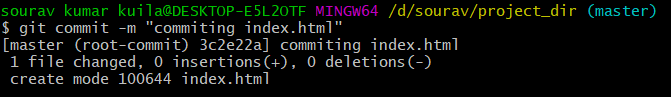 sourav kumar kuila@DESKTOP-E5L2OTF MINGW64 /d/sourav/project_dir (master)
$ git commit -m "commiting index.html"
[master (root-commit) 3c2e22a] commiting index.html
 1 file changed, 0 insertions(+), 0 deletions(-)
 create mode 100644 index.html